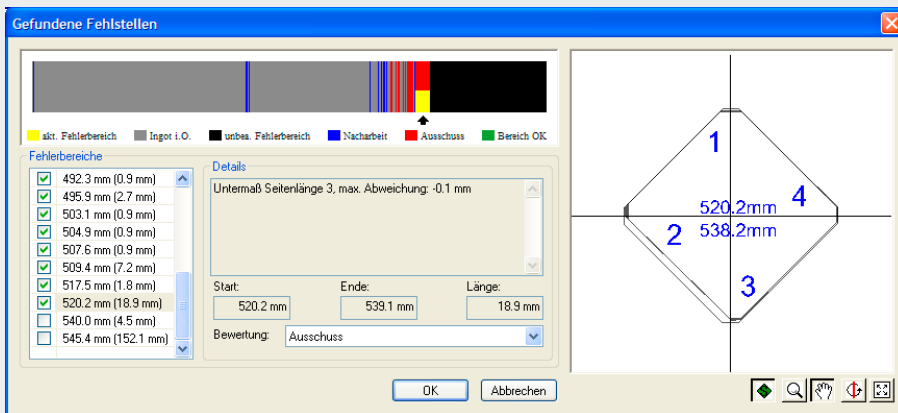 Gefundene Fehlstellen
akt. Fehlerbereich Ingot i.O. unbea. Fehlerbereich Nacharbeit Ausschuss Bereich OK
Fehlerbereiche
492.3 mm (0.9 mm)
495.9 mm (2.7 mm)
503.1 mm (0.9 mm)
504.9 mm (0.9 mm)
507.6 mm (0.9 mm)
509.4 mm (7.2 mm)
517.5 mm (1.8 mm)
520.2 mm (18.9 mm)
540.0 mm (4.5 mm)
545.4 mm (152.1 mm)
Details
Untermaß Seitenlänge 3, max. Abweichung: -0.1 mm
Start: Ende: Länge:
520.2 mm 539.1 mm 18.9 mm
Bewertung: Ausschuss
OK Abbrechen
1
4
520.2mm
2 538.2mm
3